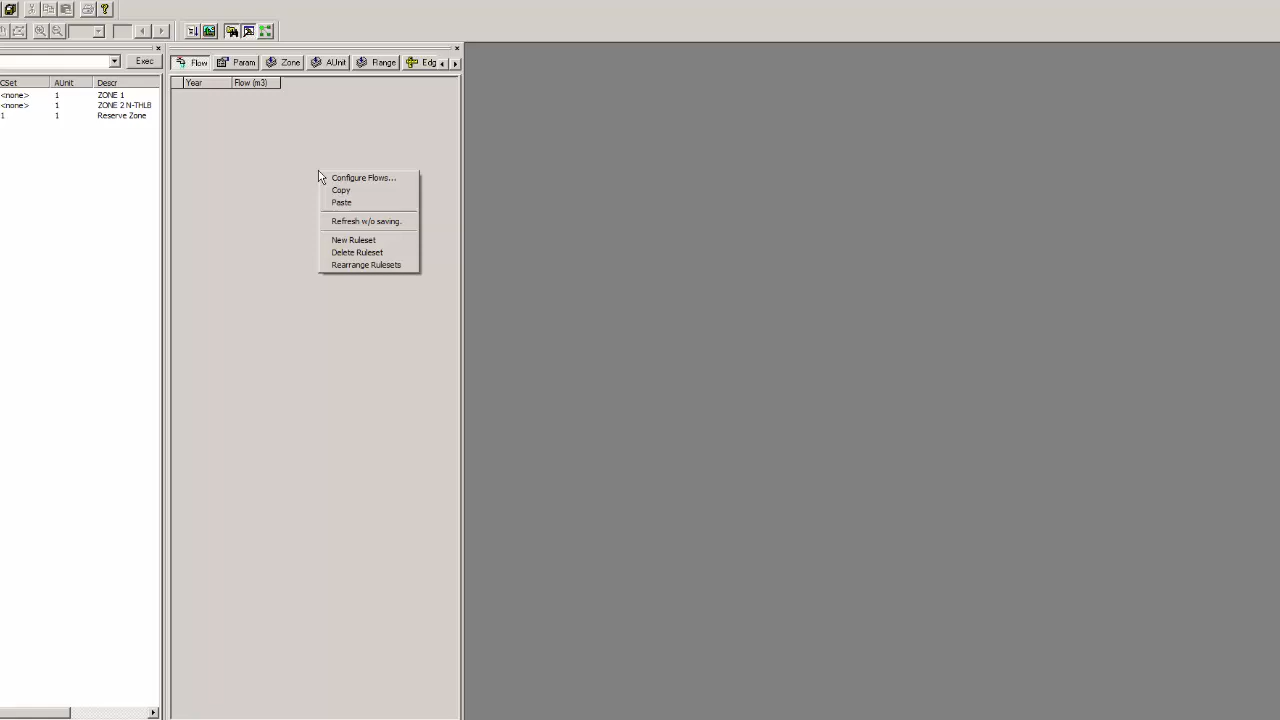 Exec
Flow Param Zone AUnit Range Edg
CSet AUnit Descr
Year Flow (m3)
<none> 1 ZONE 1
<none> 1 ZONE 2 N-THLB
1 1 Reserve Zone
Configure Flows...
Copy
Paste
Refresh w/o saving.
New Ruleset
Delete Ruleset
Rearrange Rulesets